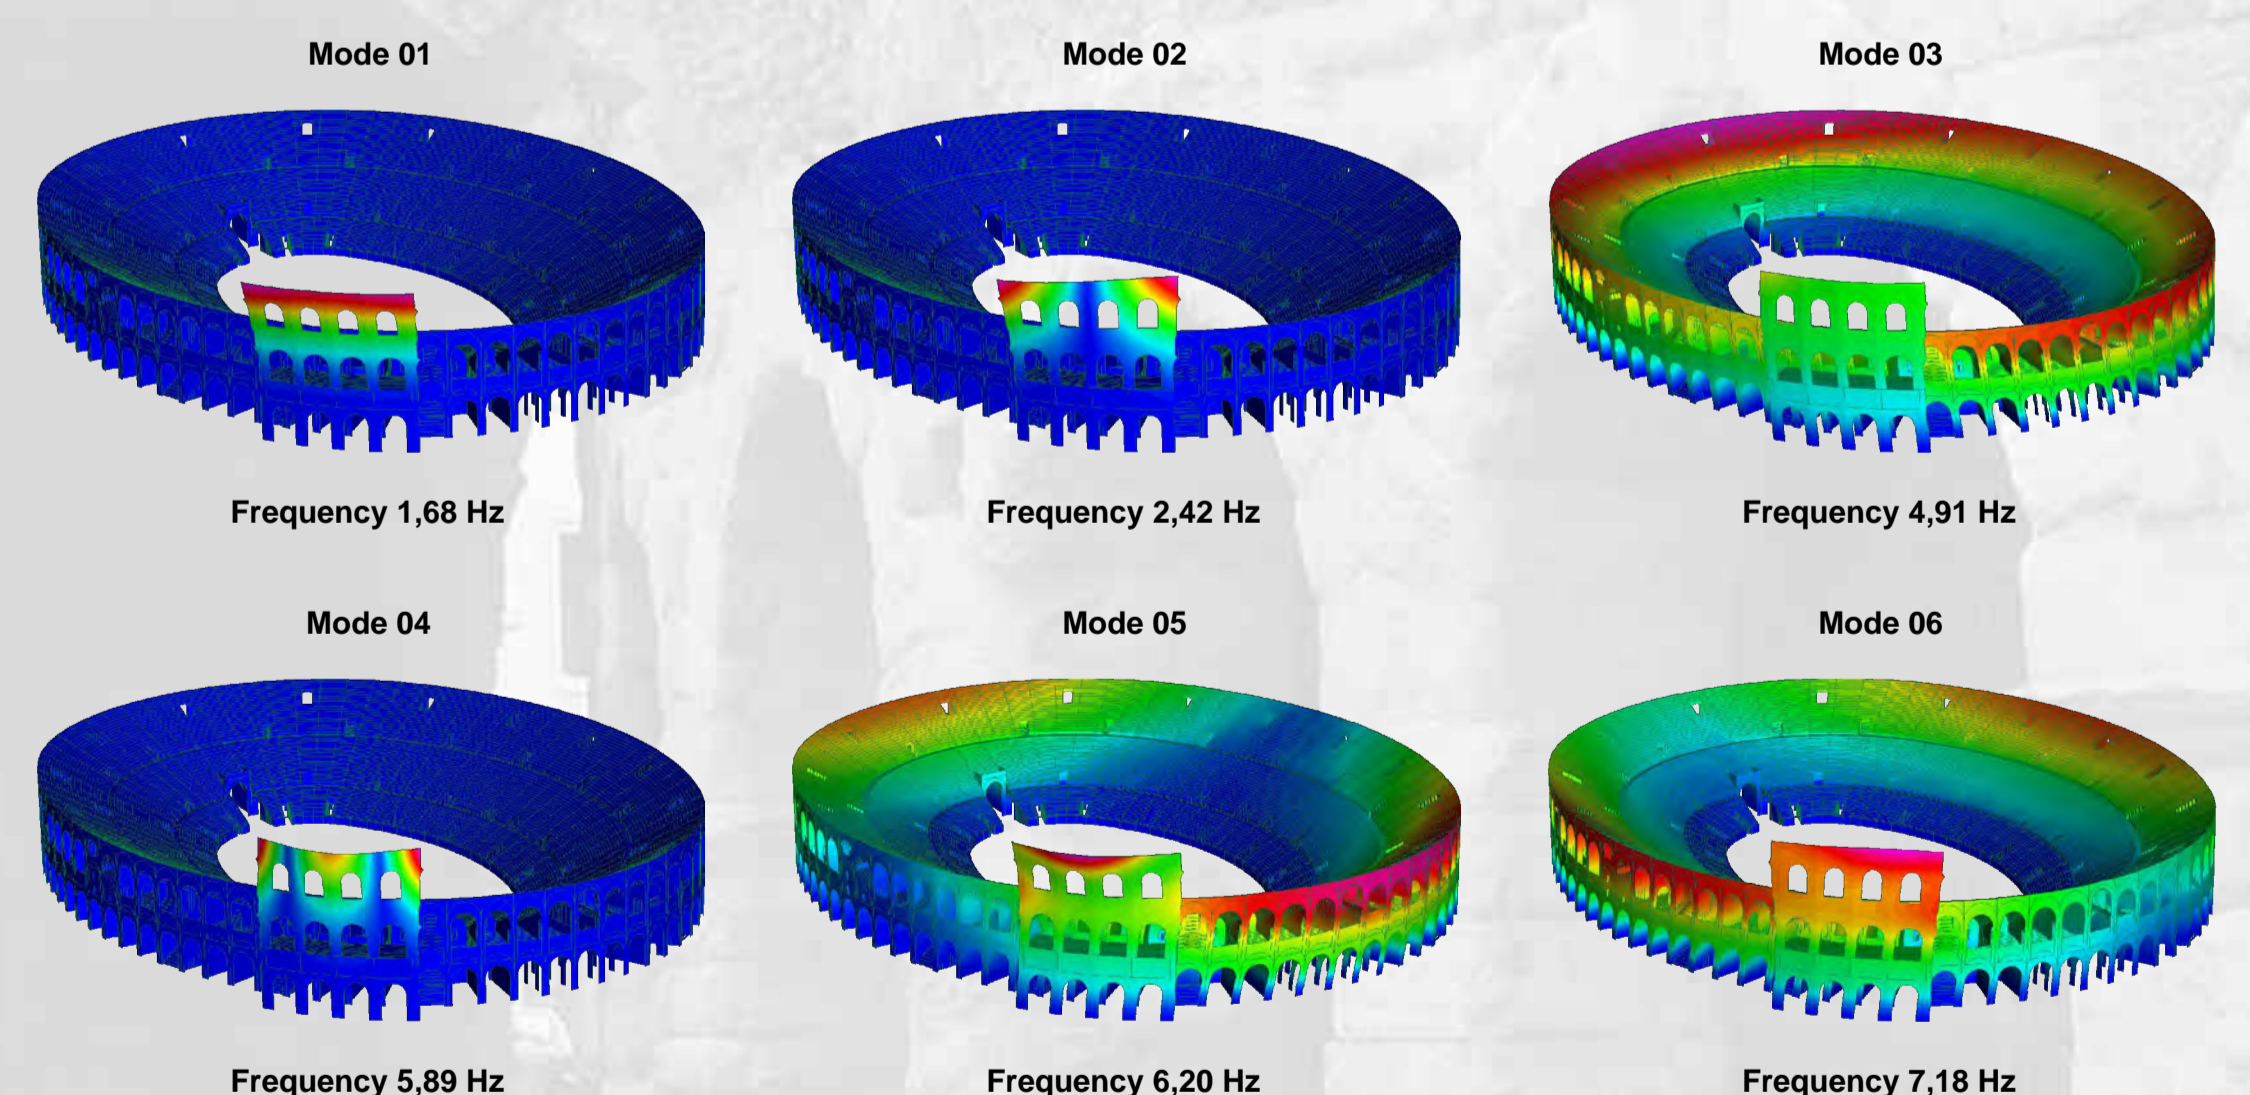 Mode 01
Mode 02
Mode 03
Frequency 1,68 Hz
Frequency 2,42 Hz
Frequency 4,91 Hz
Mode 04
Mode 05
Mode 06
Frequency 5,89 Hz
Frequency 6,20 Hz
Frequency 7,18 Hz